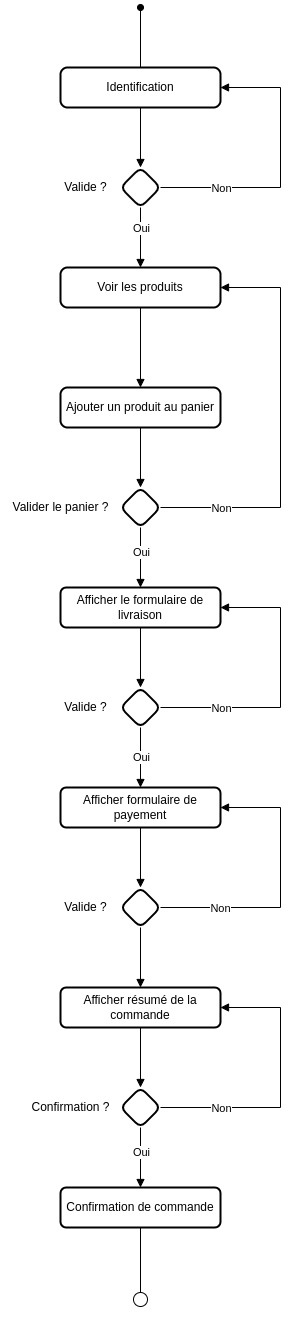 Identification
Valide ?
Non
Oui
Voir les produits
Ajouter un produit au panier
Valider le panier ?
Non
Oui
Afficher le formulaire de
livraison
Valide ?
Non
Oui
Afficher formulaire de
payement
Valide ?
Non
Afficher résumé de la
commande
Confirmation ?
Non
Oui
Confirmation de commande